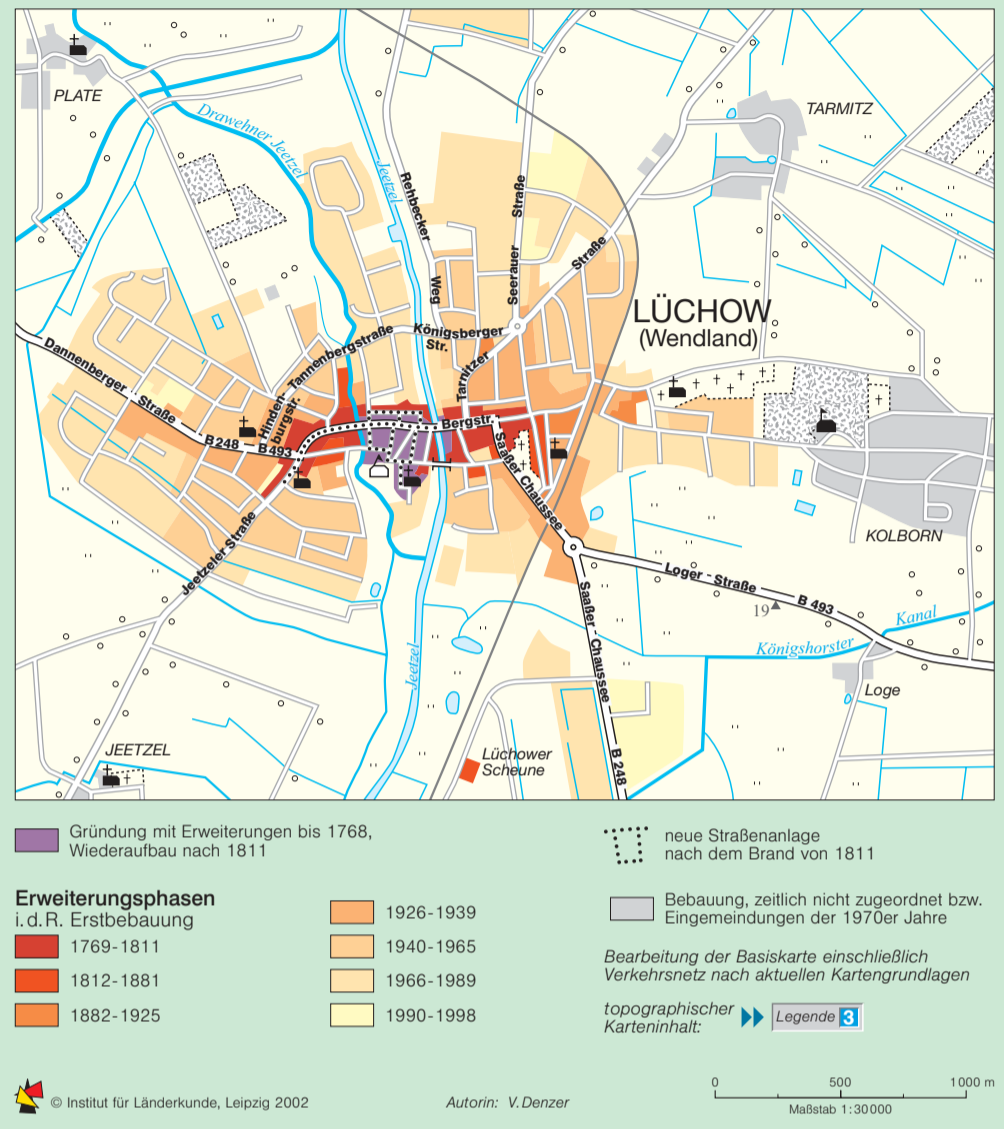 PLATE
Drawehner Jeetzel
Jeetzel
TARMITZ
Rehbecker
Weg
Seerauer Straße
Straße
LÜCHOW
(Wendland)
Königsberger
Str.
Tannenbergstraße
Tarnitzer
Dannenberger - Straße
Hinden-
burgstr.
B 248
B 493
Bergstr.
Saaßer Chaussee
Jeetzeler Straße
KOLBORN
Loger - Straße
B 493
19
Königshorster
Kanal
Saaßer - Chaussee
B 248
Jeetzel
Loge
JEETZEL
Lüchower
Scheune
Gründung mit Erweiterungen bis 1768,
Wiederaufbau nach 1811
Erweiterungsphasen
i.d.R. Erstbebauung
1769-1811
1812-1881
1882-1925
1926-1939
1940-1965
1966-1989
1990-1998
neue Straßenanlage
nach dem Brand von 1811
Bebauung, zeitlich nicht zugeordnet bzw.
Eingemeindungen der 1970er Jahre
Bearbeitung der Basiskarte einschließlich
Verkehrsnetz nach aktuellen Kartengrundlagen
topographischer
Karteninhalt:
Legende 3
© Institut für Länderkunde, Leipzig 2002
Autorin: V. Denzer
0 500 1000 m
Maßstab 1:30000